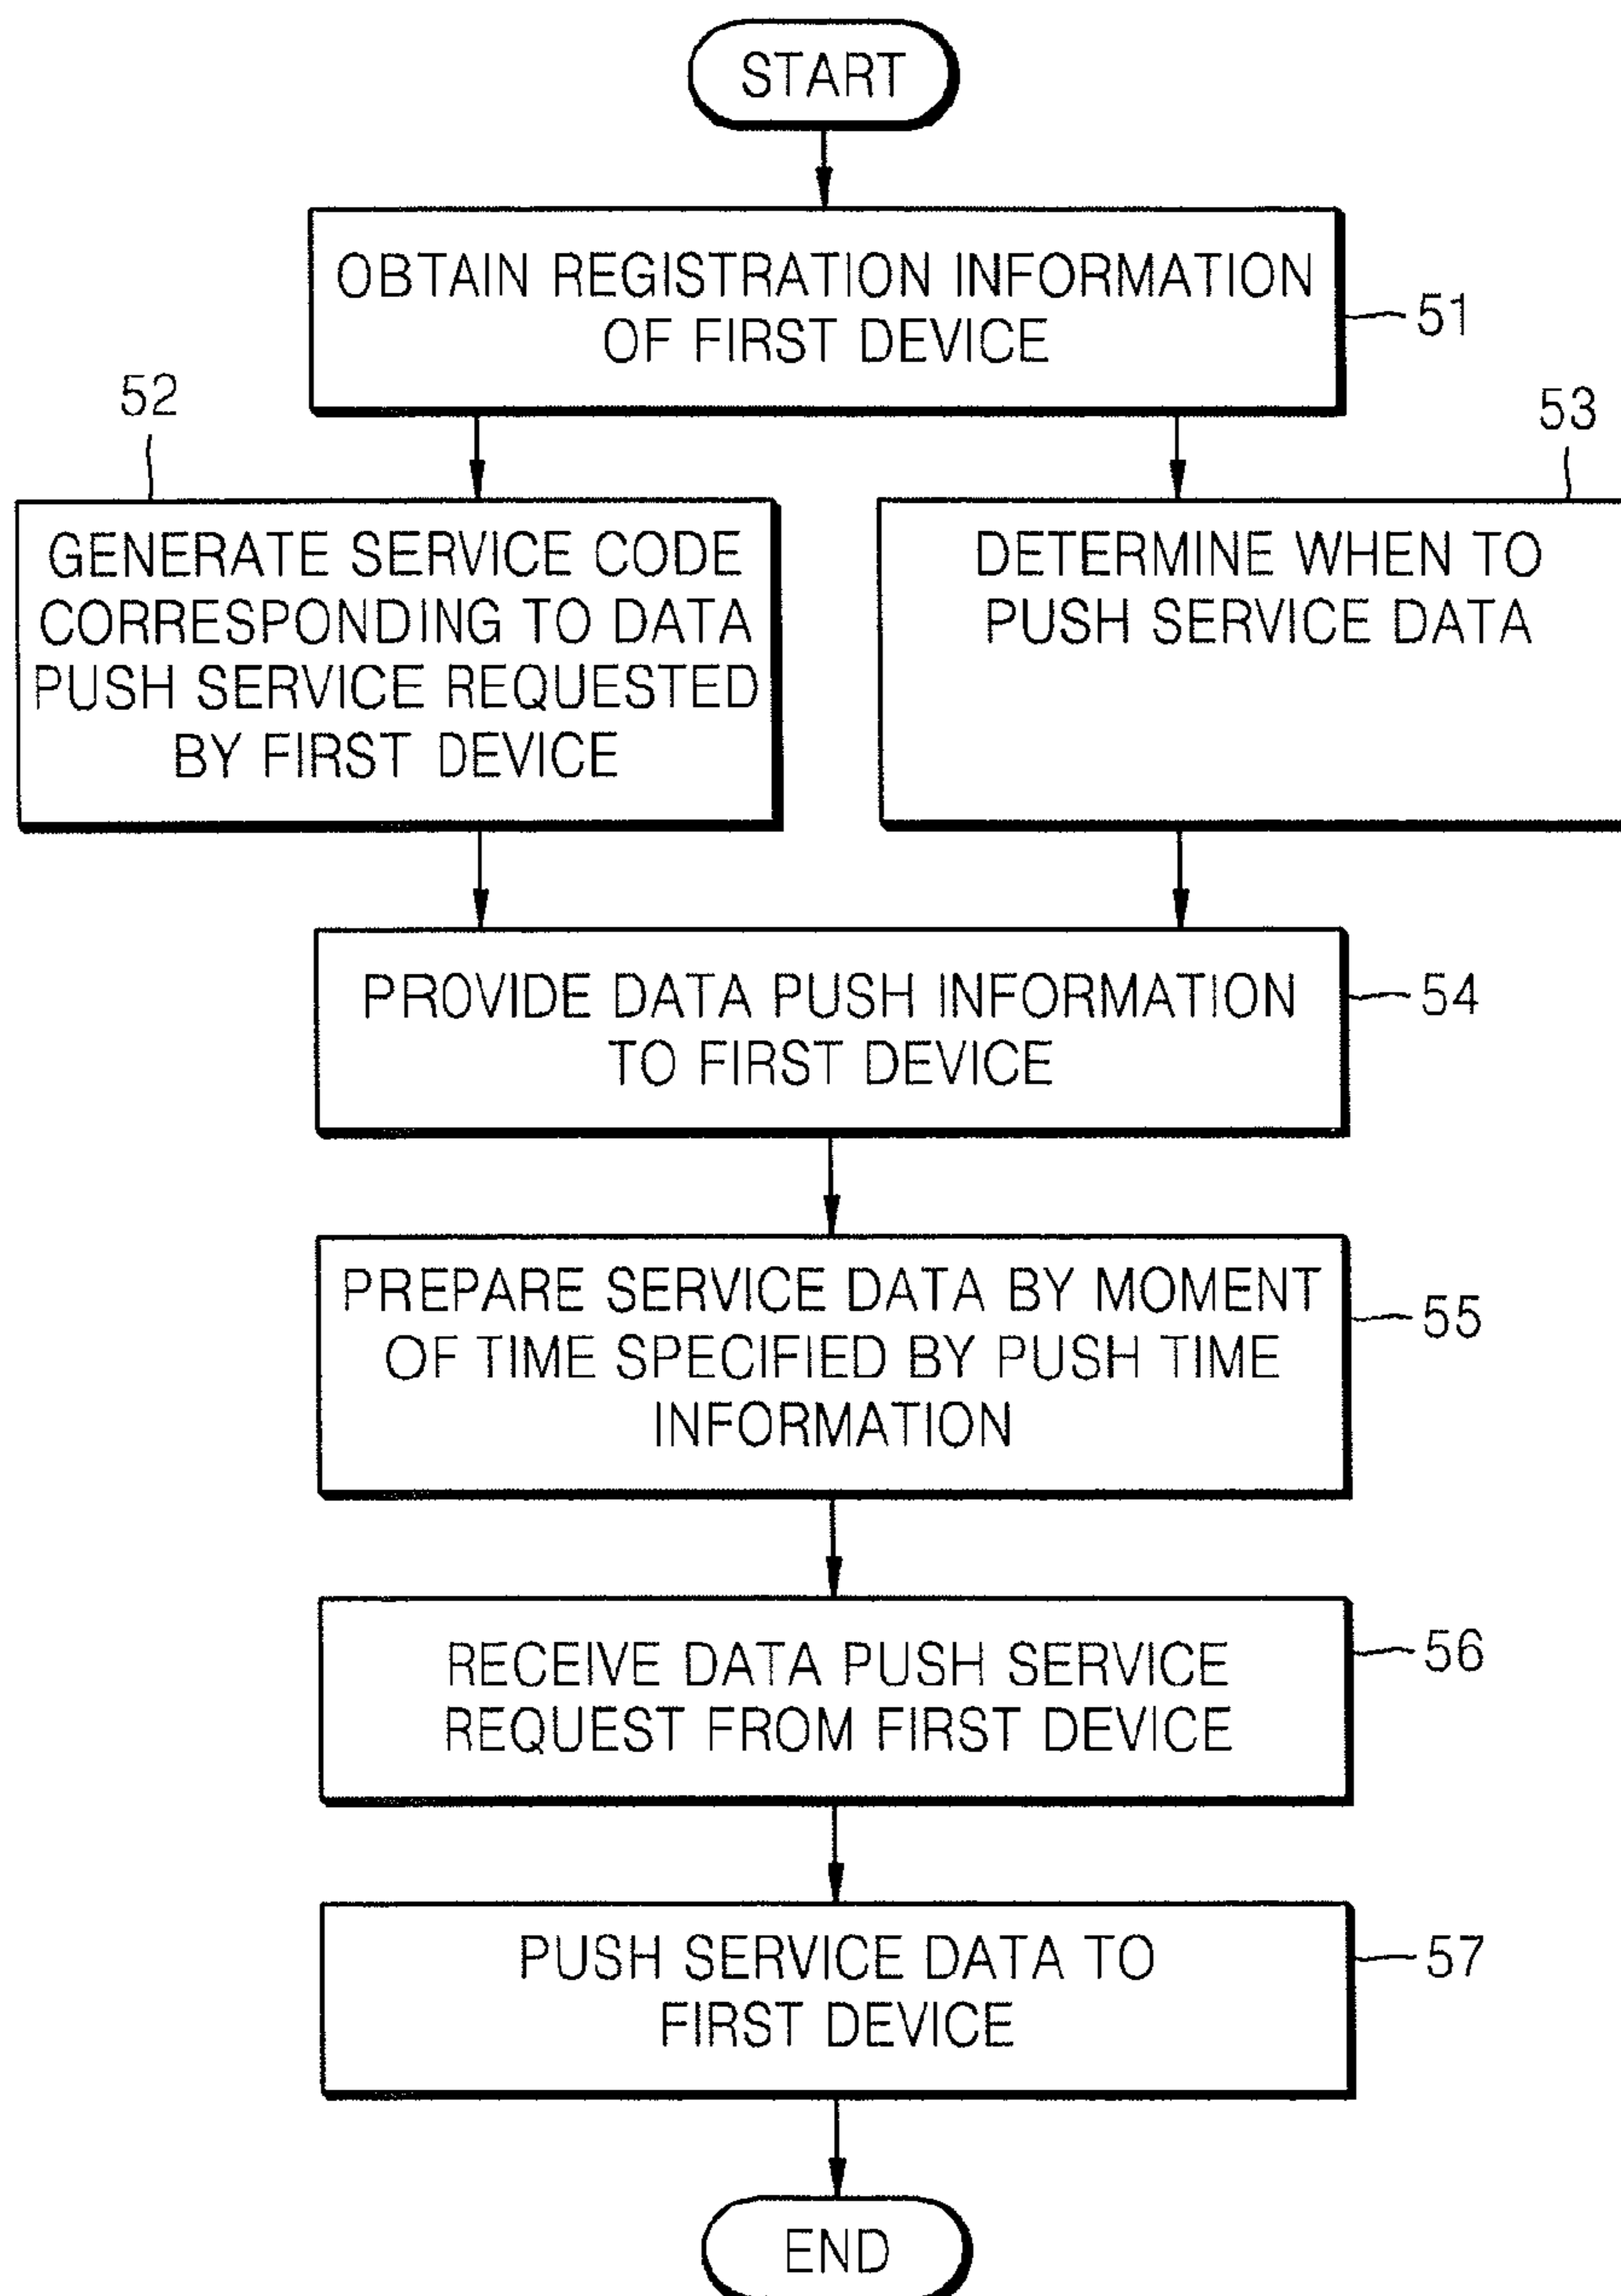 START
OBTAIN REGISTRATION INFORMATION
OF FIRST DEVICE
51
52
GENERATE SERVICE CODE
CORRESPONDING TO DATA
PUSH SERVICE REQUESTED
BY FIRST DEVICE
53
DETERMINE WHEN TO
PUSH SERVICE DATA
PROVIDE DATA PUSH INFORMATION
TO FIRST DEVICE
54
PREPARE SERVICE DATA BY MOMENT
OF TIME SPECIFIED BY PUSH TIME
INFORMATION
55
RECEIVE DATA PUSH SERVICE
REQUEST FROM FIRST DEVICE
56
PUSH SERVICE DATA TO
FIRST DEVICE
57
END